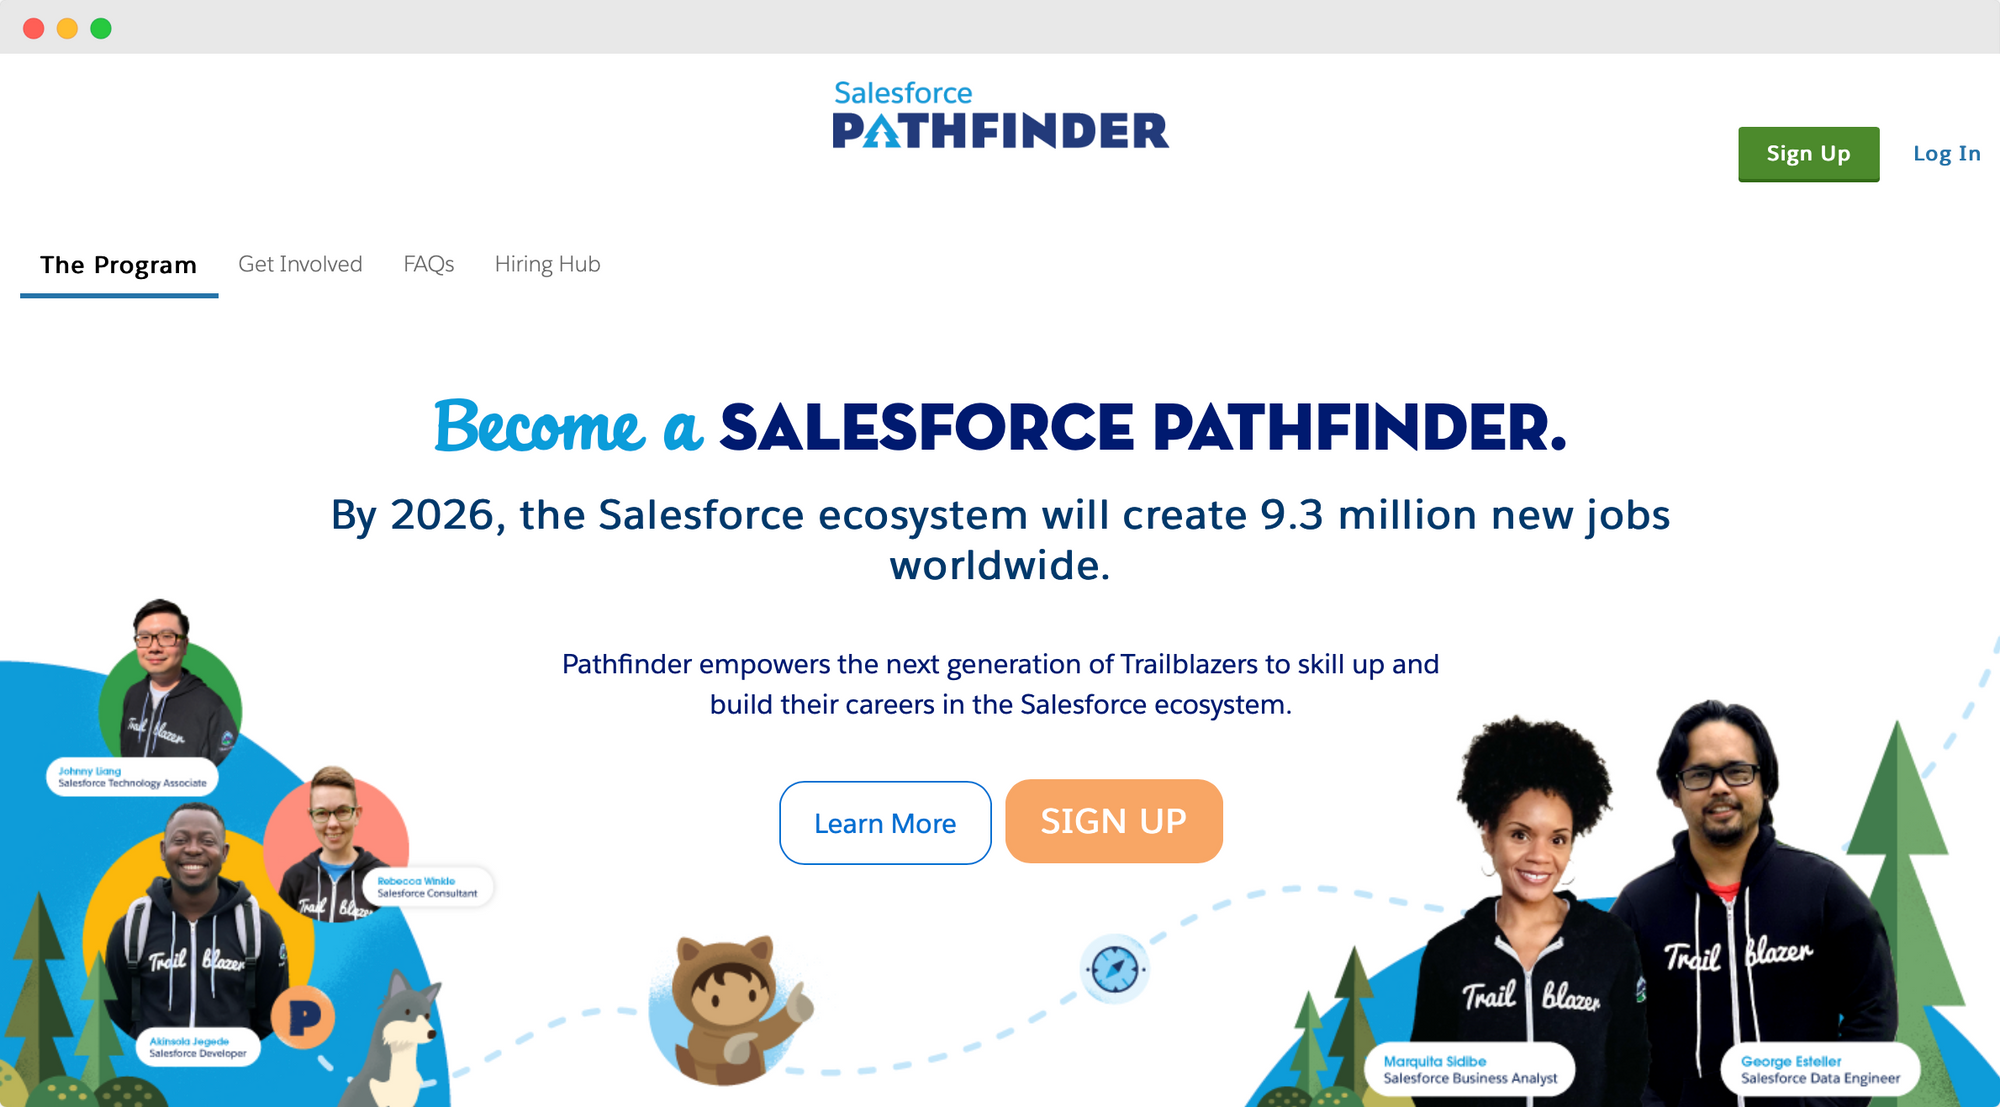 Salesforce
PATHFINDER
Sign Up
Log In
The Program
Get Involved
FAQs
Hiring Hub
Become a SALESFORCE PATHFINDER.
By 2026, the Salesforce ecosystem will create 9.3 million new jobs
worldwide.
Pathfinder empowers the next generation of Trailblazers to skill up and
build their careers in the Salesforce ecosystem.
Learn More
SIGN UP
Trail blazer
Johnny Liang
Salesforce Technology Associate
Rebecca Winkle
Salesforce Consultant
Trail blazer
Trail blazer
P
Akinsola Jegede
Salesforce Developer
Trail blazer
Trail blazer
Marquita Sidibe
Salesforce Business Analyst
George Esteller
Salesforce Data Engineer